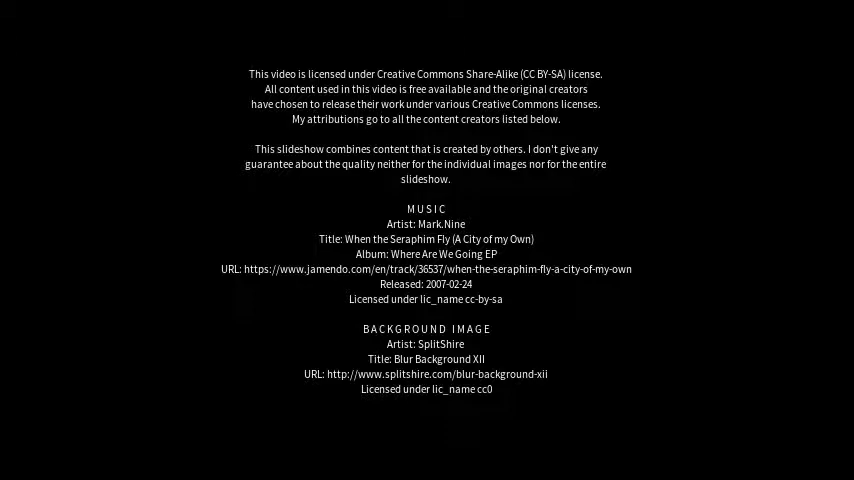 This video is licensed under Creative Commons Share-Alike (CC BY-SA) license.
All content used in this video is free available and the original creators
have chosen to release their work under various Creative Commons licenses.
My attributions go to all the content creators listed below.
This slideshow combines content that is created by others. I don't give any
guarantee about the quality neither for the individual images nor for the entire
slideshow.
MUSIC
Artist: Mark.Nine
Title: When the Seraphim Fly (A City of my Own)
Album: Where Are We Going EP
URL: https://www.jamendo.com/en/track/36537/when-the-seraphim-fly-a-city-of-my-own
Released: 2007-02-24
Licensed under lic_name cc-by-sa
BACKGROUND IMAGE
Artist: SplitShire
Title: Blur Background XII
URL: http://www.splitshire.com/blur-background-xii
Licensed under lic_name cc0